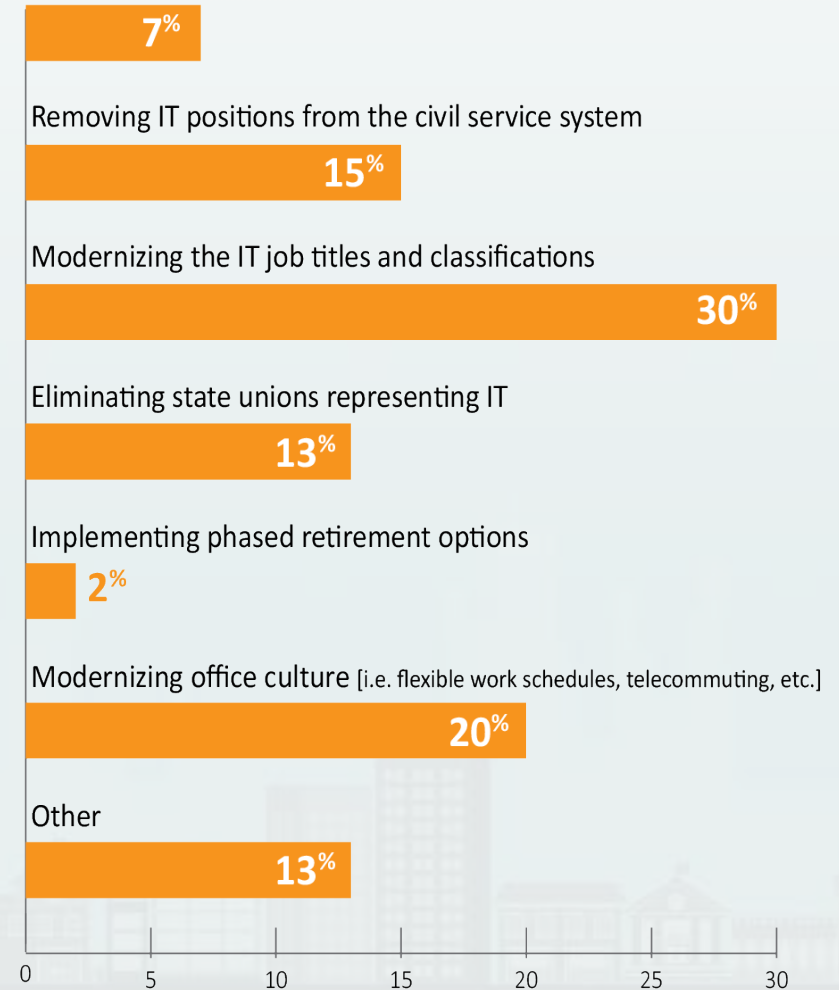 7%
Removing IT positions from the civil service system
15%
Modernizing the IT job titles and classifications
30%
Eliminating state unions representing IT
13%
Implementing phased retirement options
2%
Modernizing office culture [i.e. flexible work schedules, telecommuting, etc.]
20%
Other
13%
0 5 10 15 20 25 30